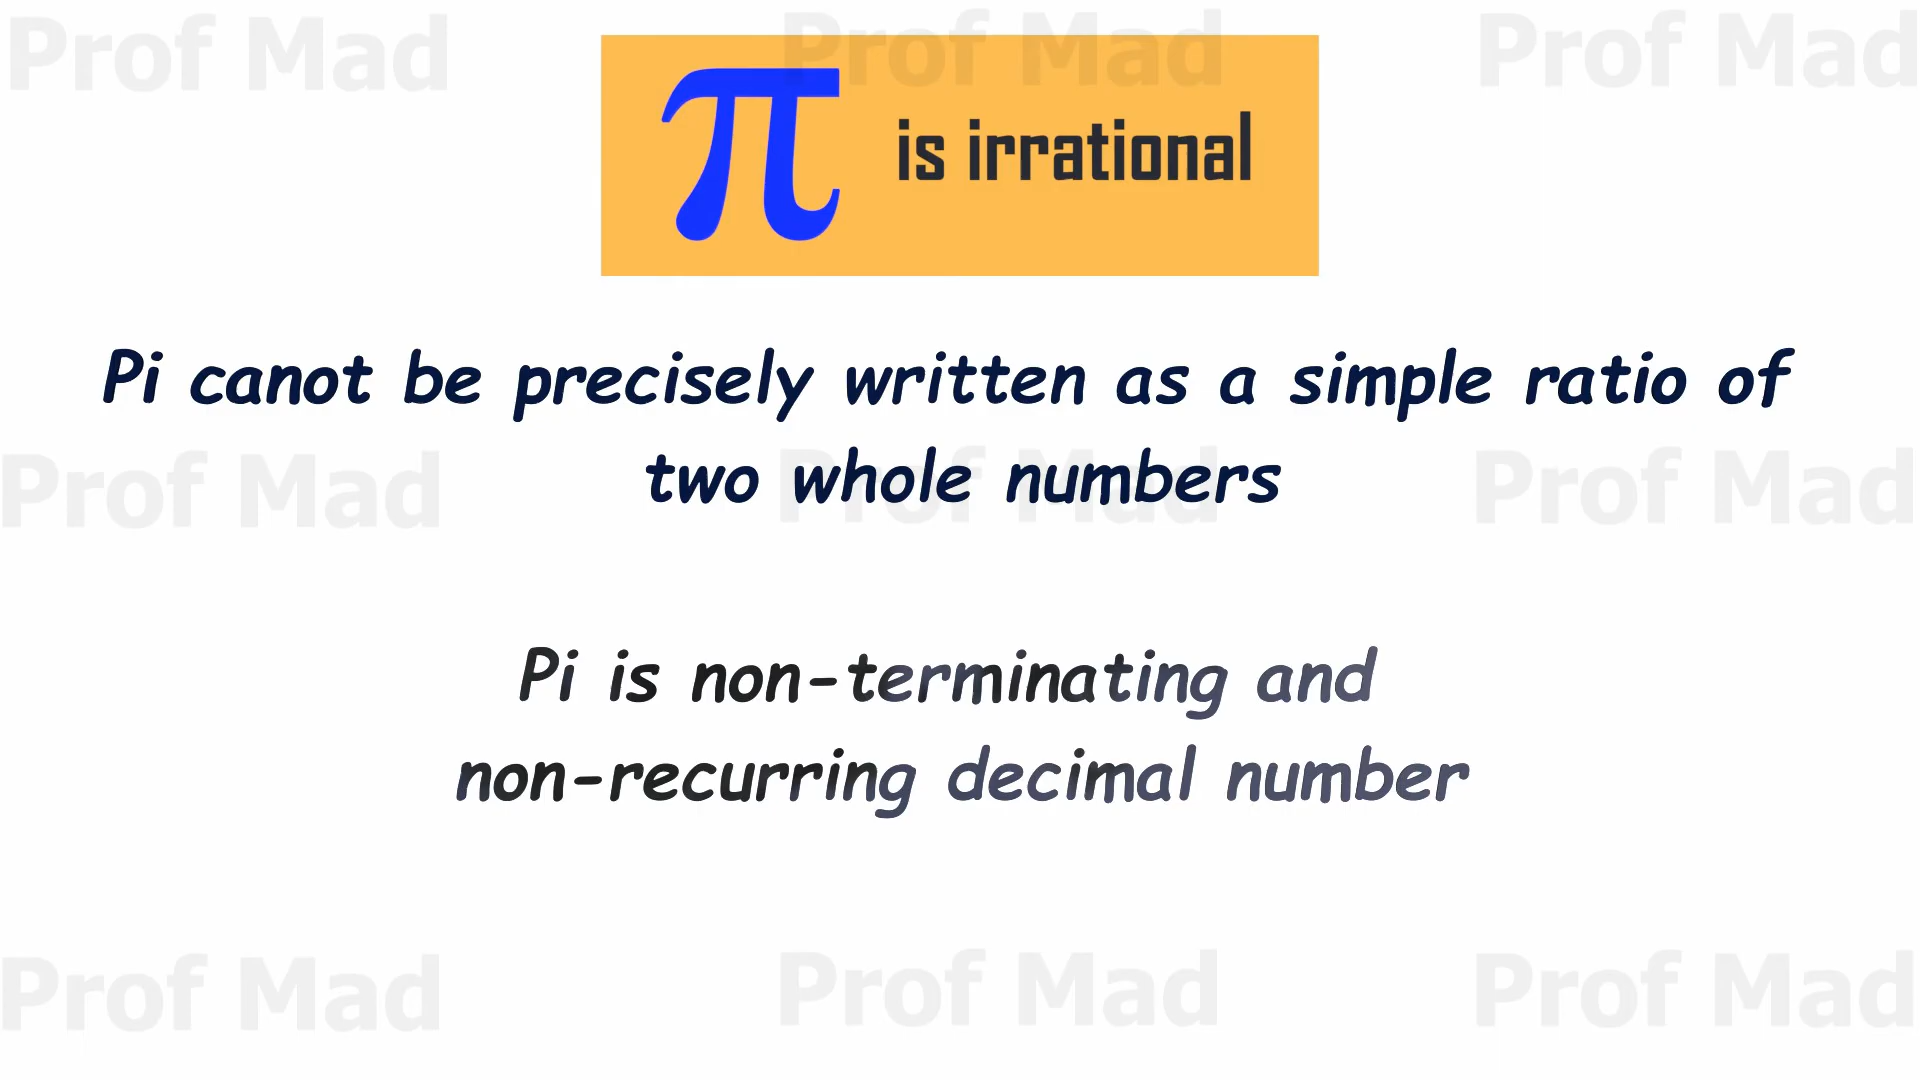 Prof Mad Prof Mad Prof Mad
π is irrational
Pi canot be precisely written as a simple ratio of
two whole numbers
Prof Mad Prof Mad Prof Mad
Pi is non-terminating and
non-recurring decimal number
Prof Mad Prof Mad Prof Mad